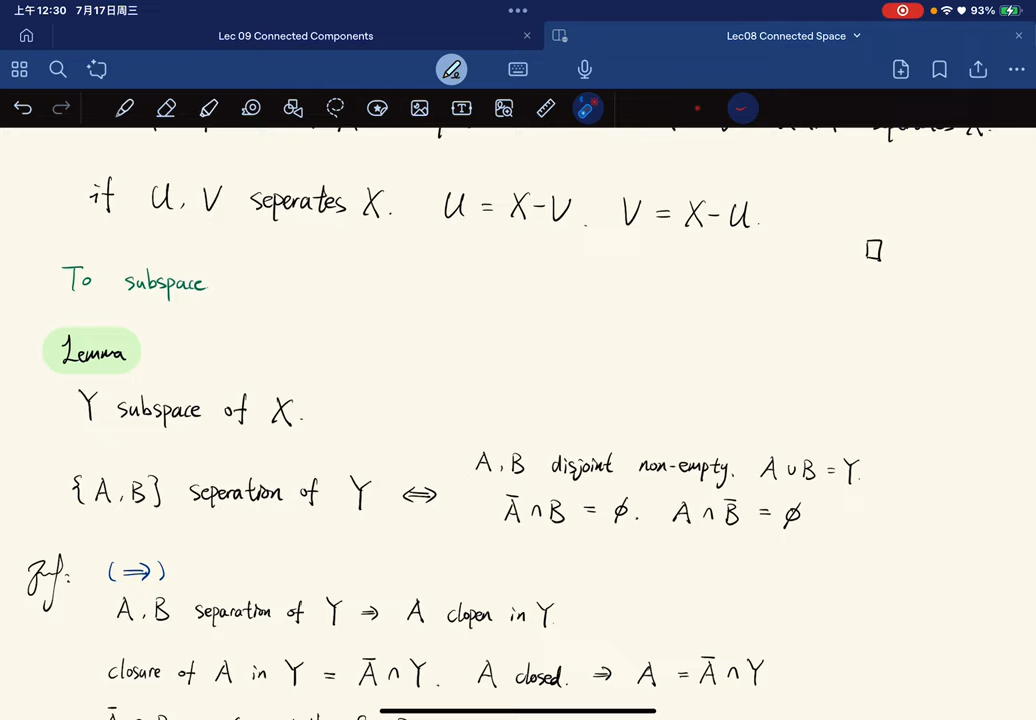 上午12:30 7月17日周三
93%
Lec 09 Connected Components
Lec08 Connected Space
if U, V seperates X. U = X-V. V = X-U.
To subspace
Lemma
Y subspace of X.
{A,B} seperation of Y ⇔
A, B disjoint non-empty. A ∪ B = Y.
Ā ∩ B = ∅. A ∩ B̄ = ∅
(⇒)
A, B separation of Y ⇒ A clopen in Y
closure of A in Y = Ā ∩ Y. A closed. ⇒ A = Ā ∩ Y